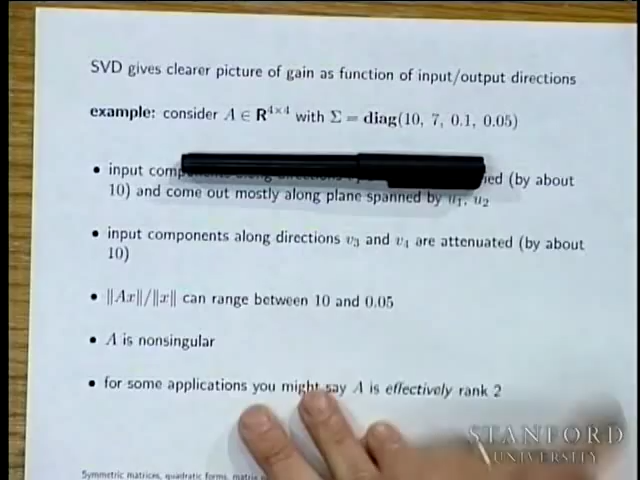 SVD gives clearer picture of gain as function of input/output directions
example: consider A ∈ R^{4×4} with Σ = diag(10, 7, 0.1, 0.05)
• input (by about
10) and come out mostly along plane spanned by u₁, u₂
• input components along directions v₃ and v₄ are attenuated (by about
10)
• ‖Ax‖/‖x‖ can range between 10 and 0.05
• A is nonsingular
• for some applications you might say A is effectively rank 2
STANFORD
UNIVERSITY
Symmetric matrices, quadratic forms, matrix